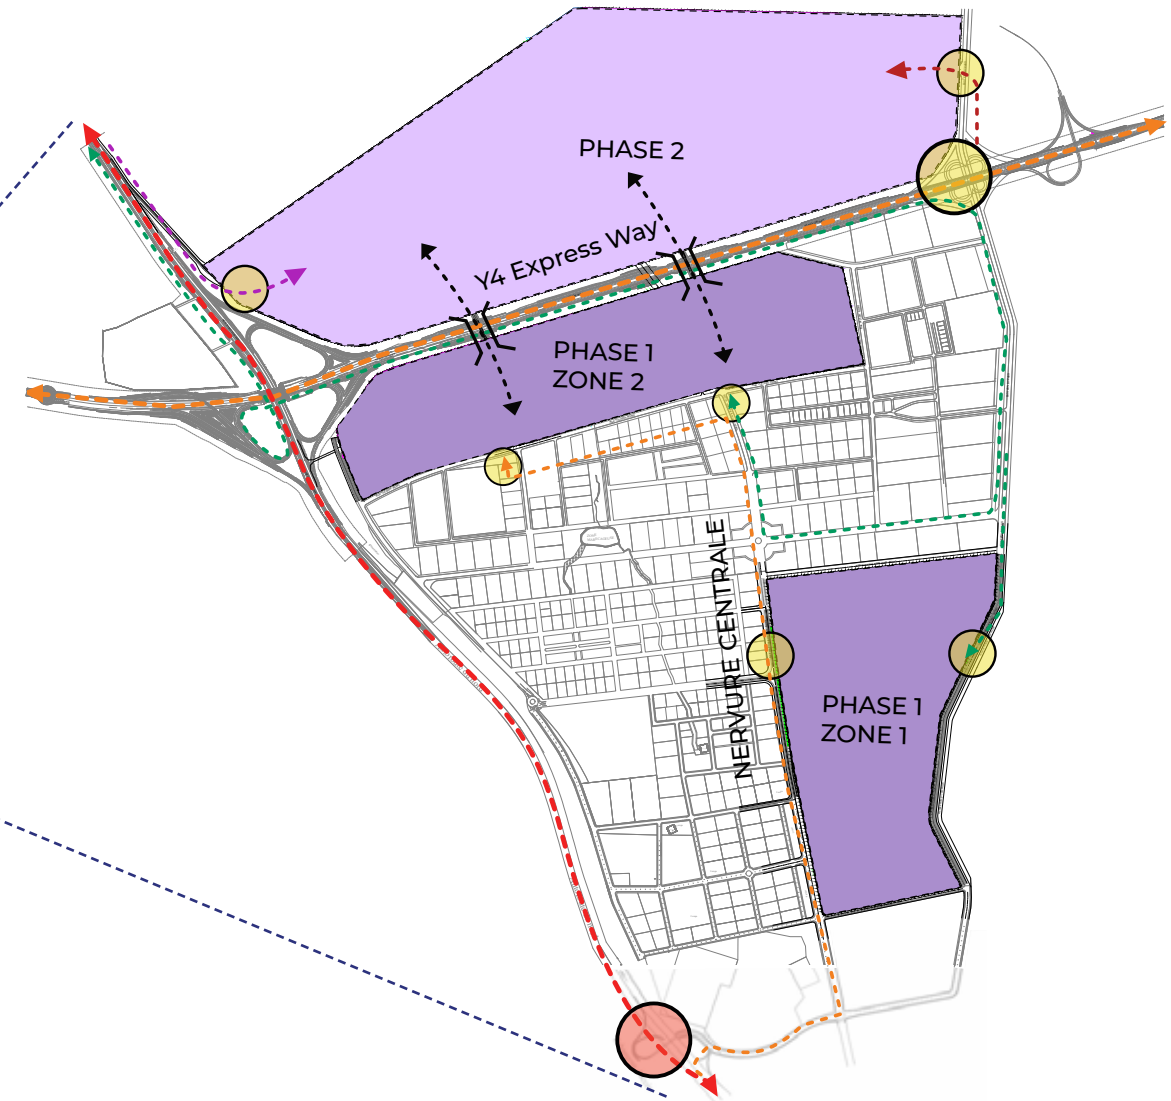 PHASE 2
Y4 Express Way
PHASE 1
ZONE 2
NERVURE CENTRALE
PHASE 1
ZONE 1